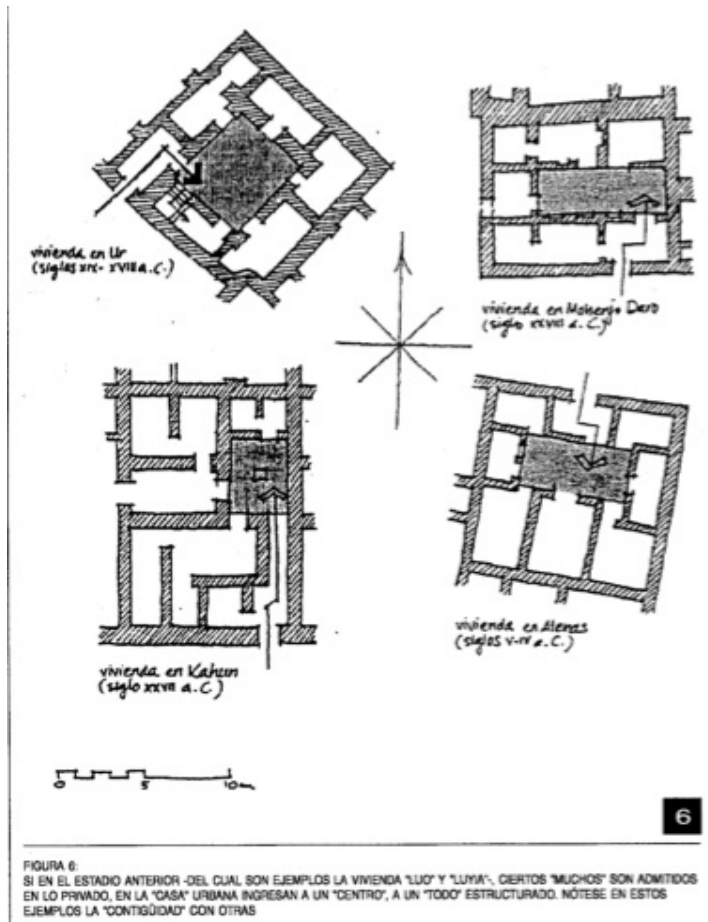 vivienda en Ur
(siglos XIX-XVIII a.C.)
vivienda en Mohenjo Daro
(siglo XXVIII a.C.)
vivienda en Kahun
(siglo XXVII a.C.)
vivienda en Atenas
(siglos V-IV a.C.)
0 5 10m
6
FIGURA 6:
SI EN EL ESTADIO ANTERIOR -DEL CUAL SON EJEMPLOS LA VIVIENDA "LUO" Y "LUYIA"-, CIERTOS "MUCHOS" SON ADMITIDOS
EN LO PRIVADO, EN LA "CASA" URBANA INGRESAN A UN "CENTRO", A UN "TODO" ESTRUCTURADO. NÓTESE EN ESTOS
EJEMPLOS LA "CONTIGÜIDAD" CON OTRAS